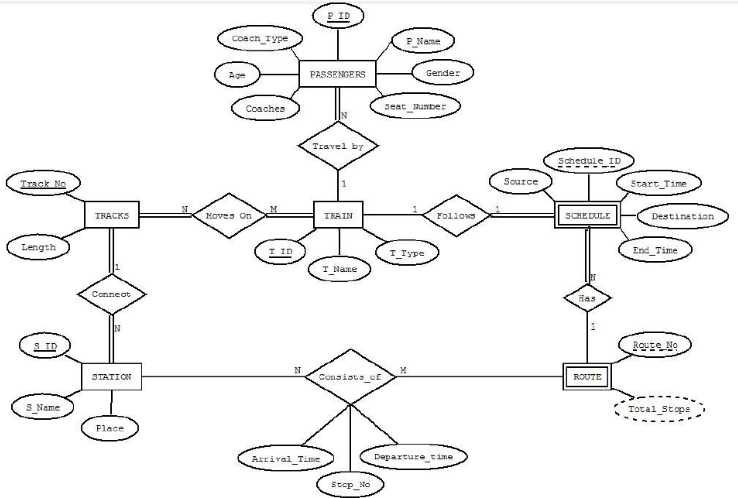 P_ID
Coach_Type
P_Name
Age
PASSENGERS
Gender
Coaches
Seat_Number
N
Travel by
1
Schedule_ID
Track_No
Source
Start_Time
TRACKS
N
Moves On
M
TRAIN
1
Follows
1
SCHEDULE
Destination
Length
T_ID
T_Name
T_Type
End_Time
1
Connect
N
N
Has
1
S_ID
Route_No
STATION
N
Consists_of
M
ROUTE
S_Name
Place
Total_Stops
Arrival_Time
Stop_No
Departure_time